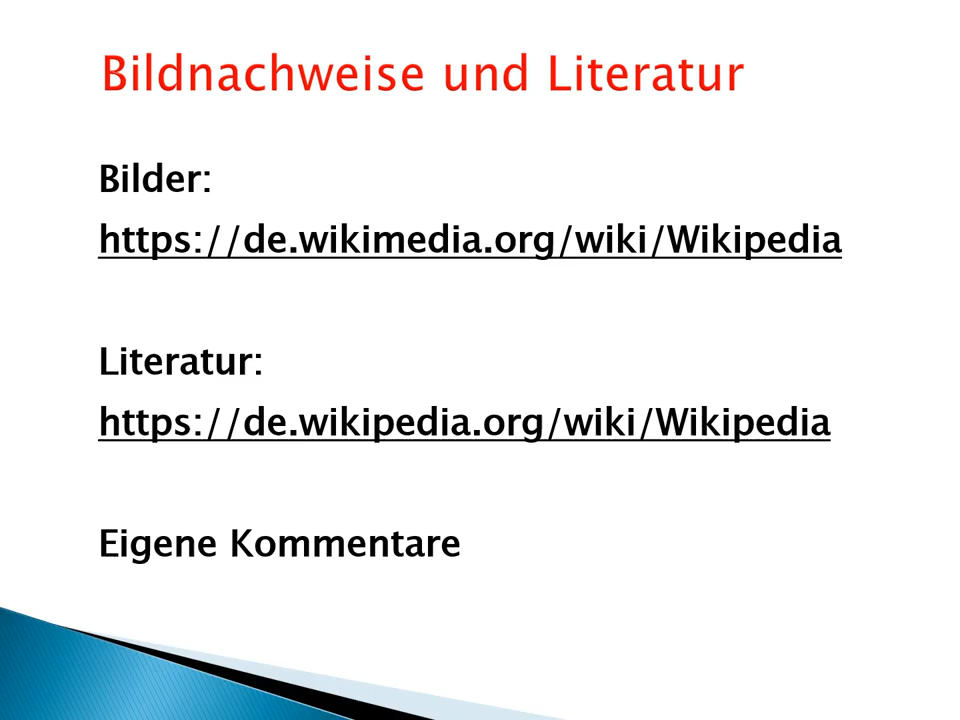 Bildnachweise und Literatur
Bilder:
https://de.wikimedia.org/wiki/Wikipedia
Literatur:
https://de.wikipedia.org/wiki/Wikipedia
Eigene Kommentare